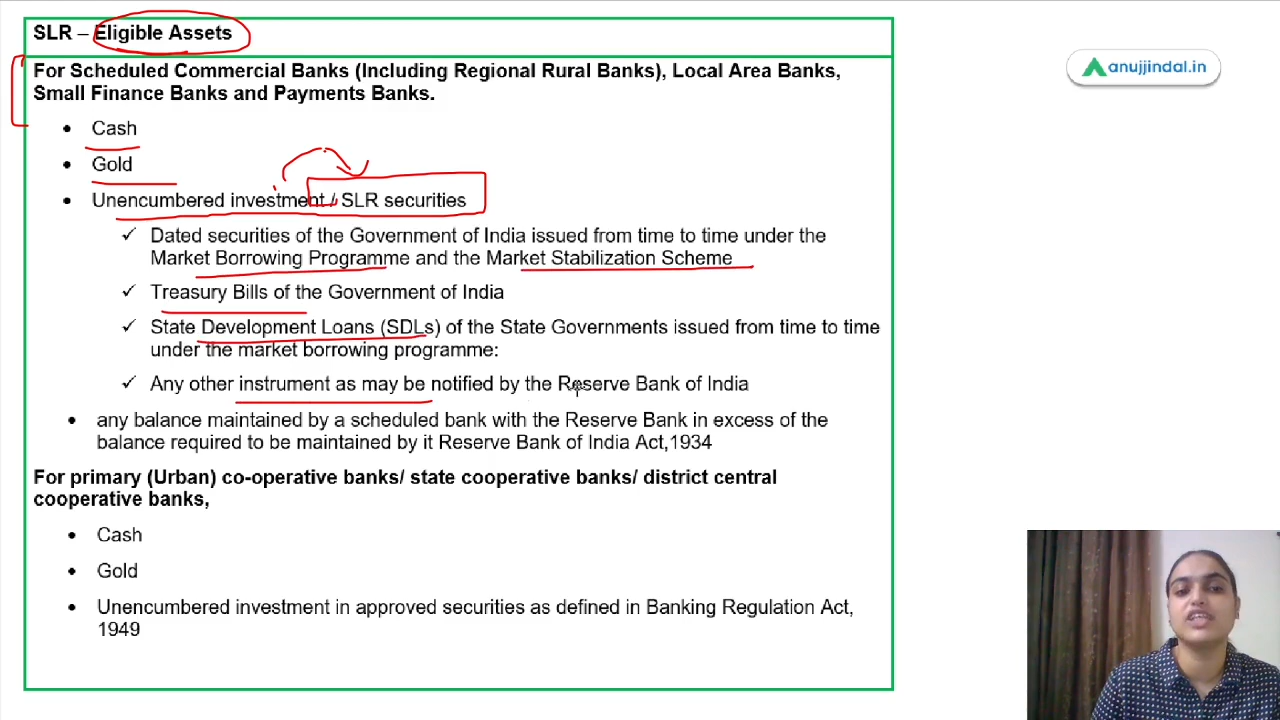 SLR – Eligible Assets
anujjindal.in
For Scheduled Commercial Banks (Including Regional Rural Banks), Local Area Banks,
Small Finance Banks and Payments Banks.
• Cash
• Gold
• Unencumbered investment / SLR securities
✓ Dated securities of the Government of India issued from time to time under the
Market Borrowing Programme and the Market Stabilization Scheme
✓ Treasury Bills of the Government of India
✓ State Development Loans (SDLs) of the State Governments issued from time to time
under the market borrowing programme:
✓ Any other instrument as may be notified by the Reserve Bank of India
• any balance maintained by a scheduled bank with the Reserve Bank in excess of the
balance required to be maintained by it Reserve Bank of India Act,1934
For primary (Urban) co-operative banks/ state cooperative banks/ district central
cooperative banks,
• Cash
• Gold
• Unencumbered investment in approved securities as defined in Banking Regulation Act,
1949